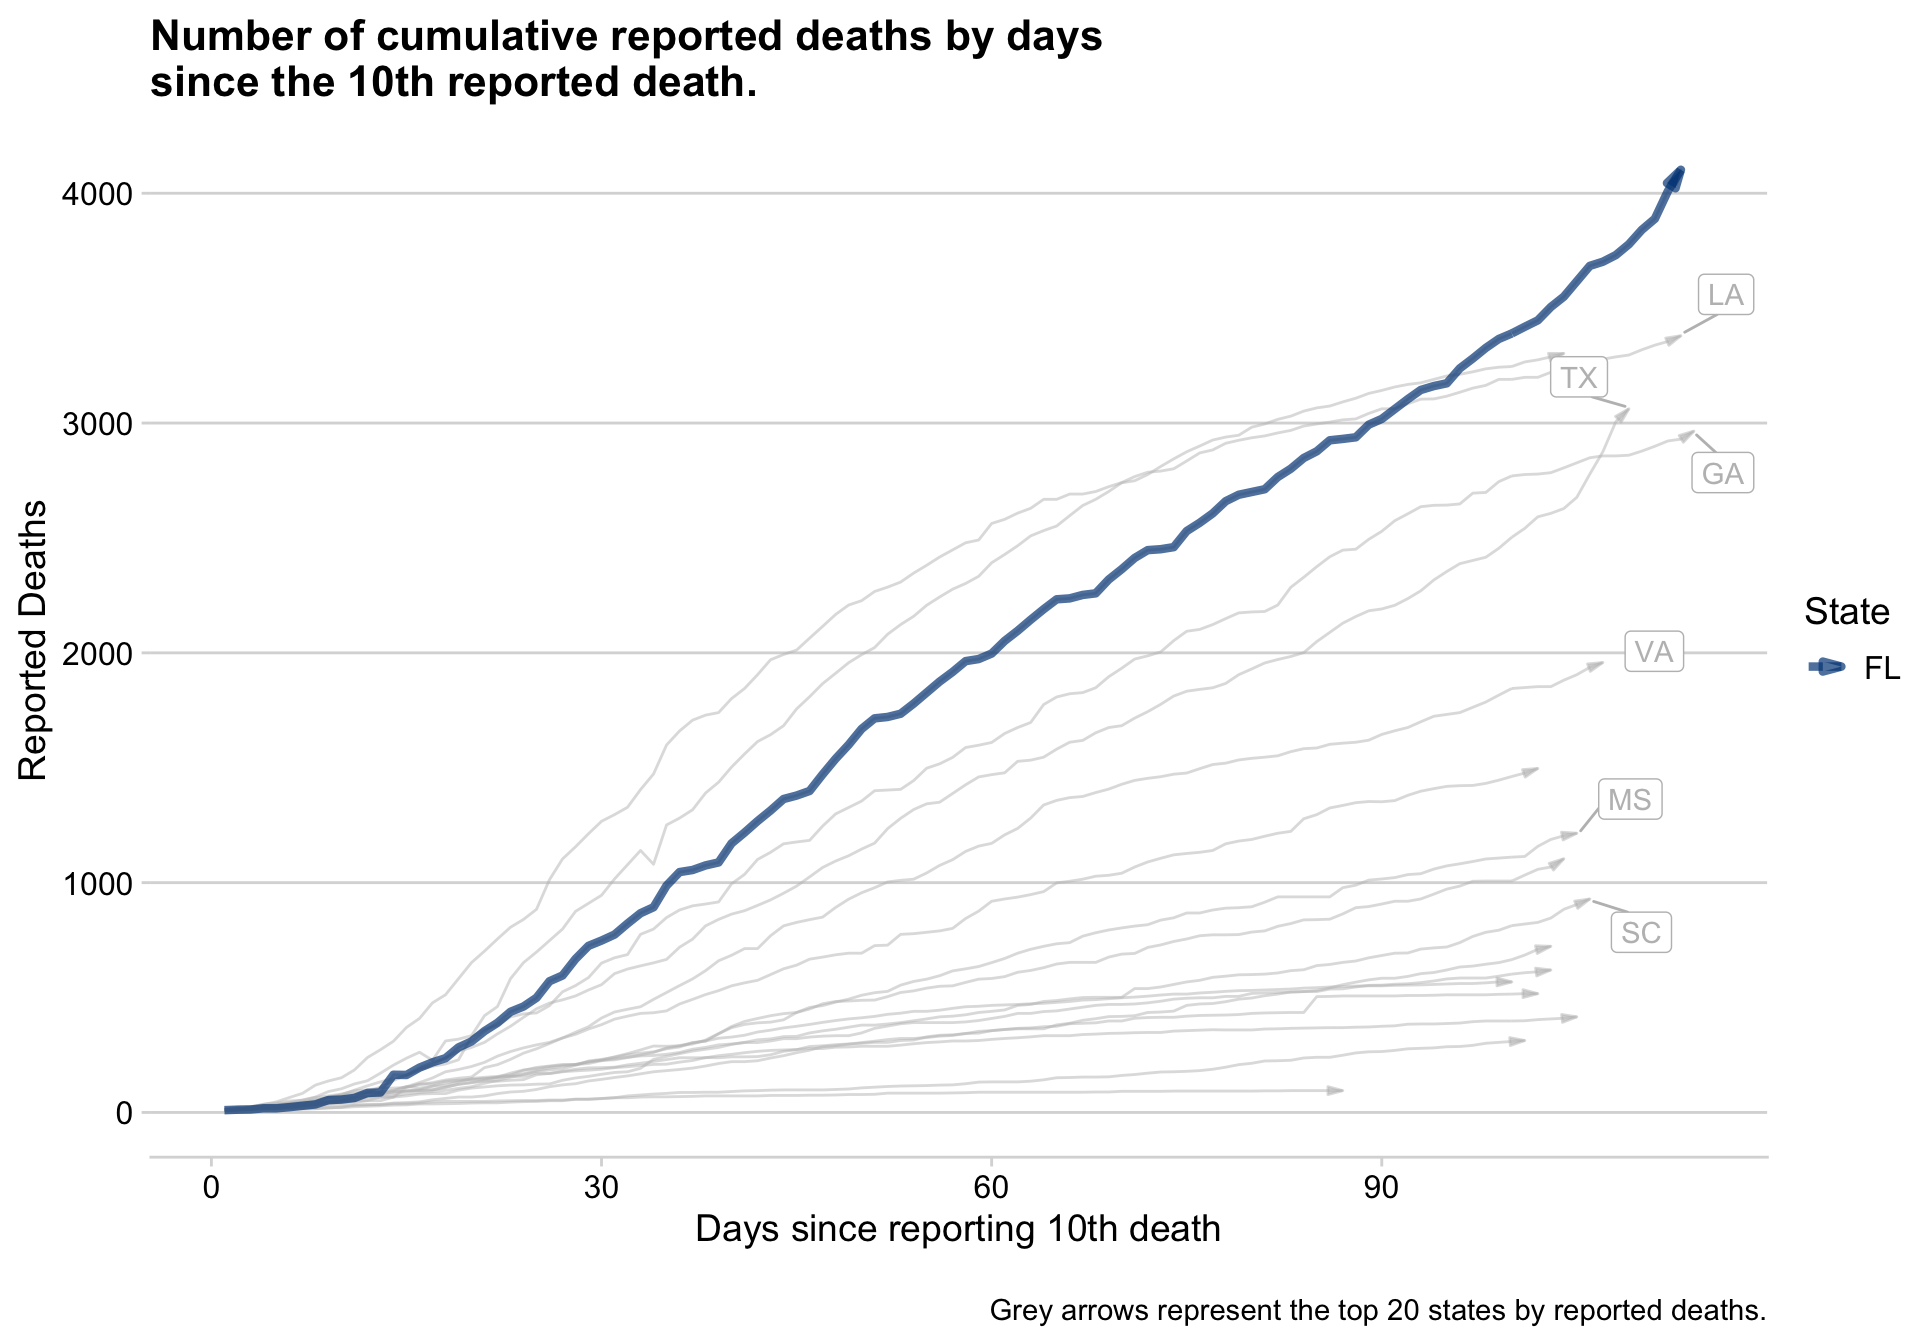 Number of cumulative reported deaths by days
since the 10th reported death.
4000
3000
2000
1000
0
Reported Deaths
LA
TX
GA
VA
MS
SC
State
FL
0
30
60
90
Days since reporting 10th death
Grey arrows represent the top 20 states by reported deaths.